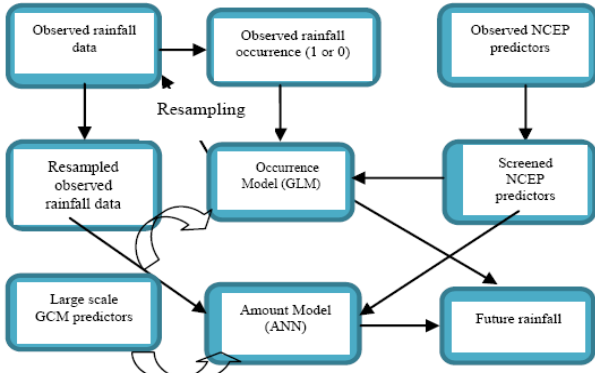 Observed rainfall
data
Observed rainfall
occurrence (1 or 0)
Observed NCEP
predictors
Resampling
Resampled
observed
rainfall data
Occurrence
Model (GLM)
Screened
NCEP
predictors
Large scale
GCM predictors
Amount Model
(ANN)
Future rainfall